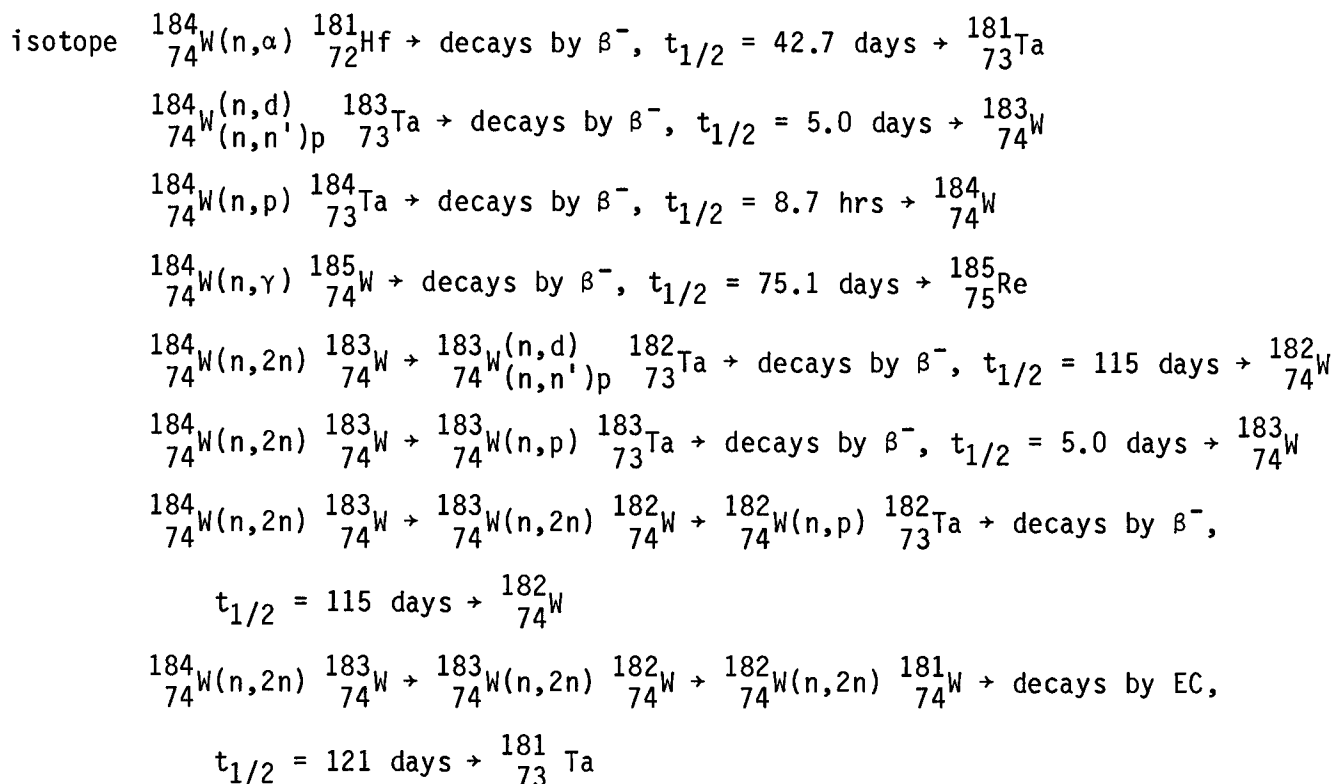 isotope ¹⁸⁴₇₄W(n,α) ¹⁸¹₇₂Hf → decays by β⁻, t₁/₂ = 42.7 days → ¹⁸¹₇₃Ta
¹⁸⁴₇₄W(n,d)(n,n')p ¹⁸³₇₃Ta → decays by β⁻, t₁/₂ = 5.0 days → ¹⁸³₇₄W
¹⁸⁴₇₄W(n,p) ¹⁸⁴₇₃Ta → decays by β⁻, t₁/₂ = 8.7 hrs → ¹⁸⁴₇₄W
¹⁸⁴₇₄W(n,γ) ¹⁸⁵₇₄W → decays by β⁻, t₁/₂ = 75.1 days → ¹⁸⁵₇₅Re
¹⁸⁴₇₄W(n,2n) ¹⁸³₇₄W → ¹⁸³₇₄W(n,d)(n,n')p ¹⁸²₇₃Ta → decays by β⁻, t₁/₂ = 115 days → ¹⁸²₇₄W
¹⁸⁴₇₄W(n,2n) ¹⁸³₇₄W → ¹⁸³₇₄W(n,p) ¹⁸³₇₃Ta → decays by β⁻, t₁/₂ = 5.0 days → ¹⁸³₇₄W
¹⁸⁴₇₄W(n,2n) ¹⁸³₇₄W → ¹⁸³₇₄W(n,2n) ¹⁸²₇₄W → ¹⁸²₇₄W(n,p) ¹⁸²₇₃Ta → decays by β⁻,
t₁/₂ = 115 days → ¹⁸²₇₄W
¹⁸⁴₇₄W(n,2n) ¹⁸³₇₄W → ¹⁸³₇₄W(n,2n) ¹⁸²₇₄W → ¹⁸²₇₄W(n,2n) ¹⁸¹₇₄W → decays by EC,
t₁/₂ = 121 days → ¹⁸¹₇₃ Ta